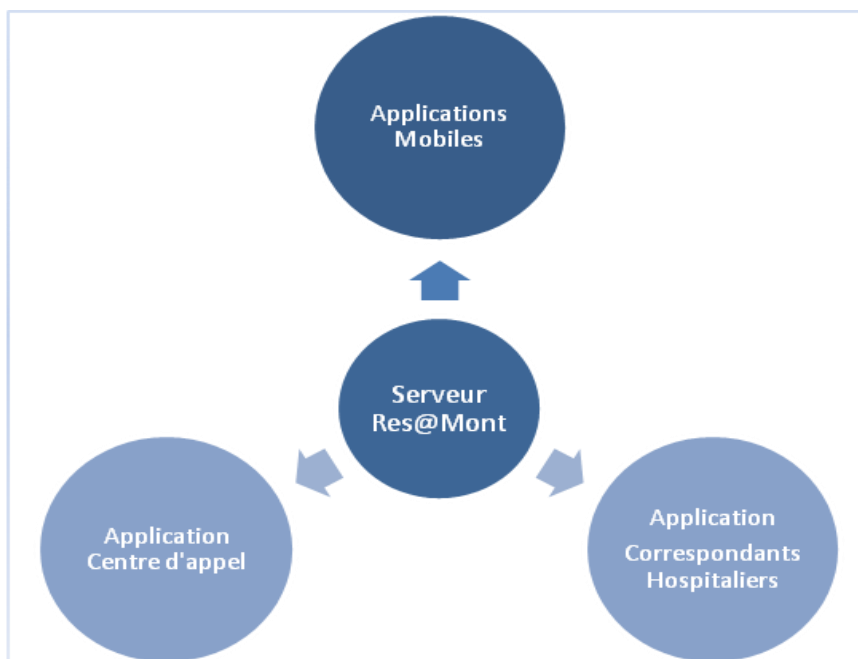 Applications
Mobiles
Serveur
Res@Mont
Application
Centre d'appel
Application
Correspondants
Hospitaliers